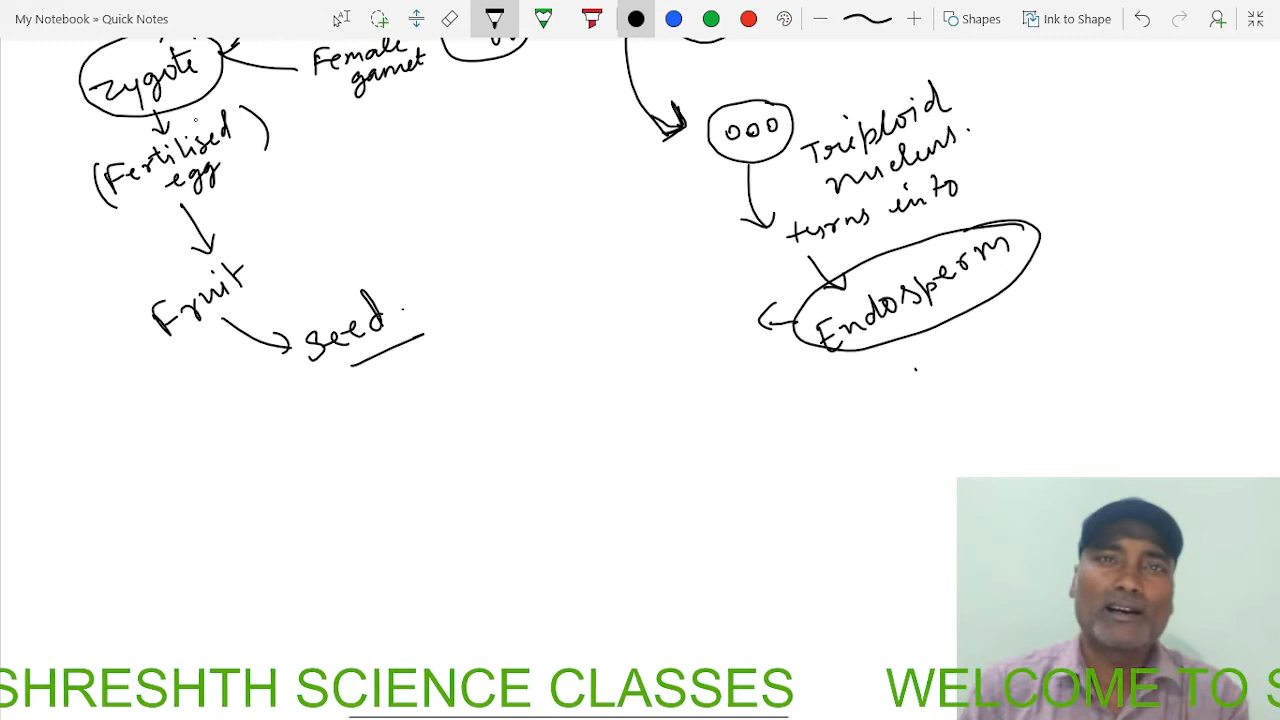 My Notebook » Quick Notes
Shapes
Ink to Shape
Zygote
Female
gamet
(Fertilised
egg)
Fruit
Seed.
Triploid
nucleus.
turns into
Endosperm
SHRESHTH SCIENCE CLASSES WELCOME TO S